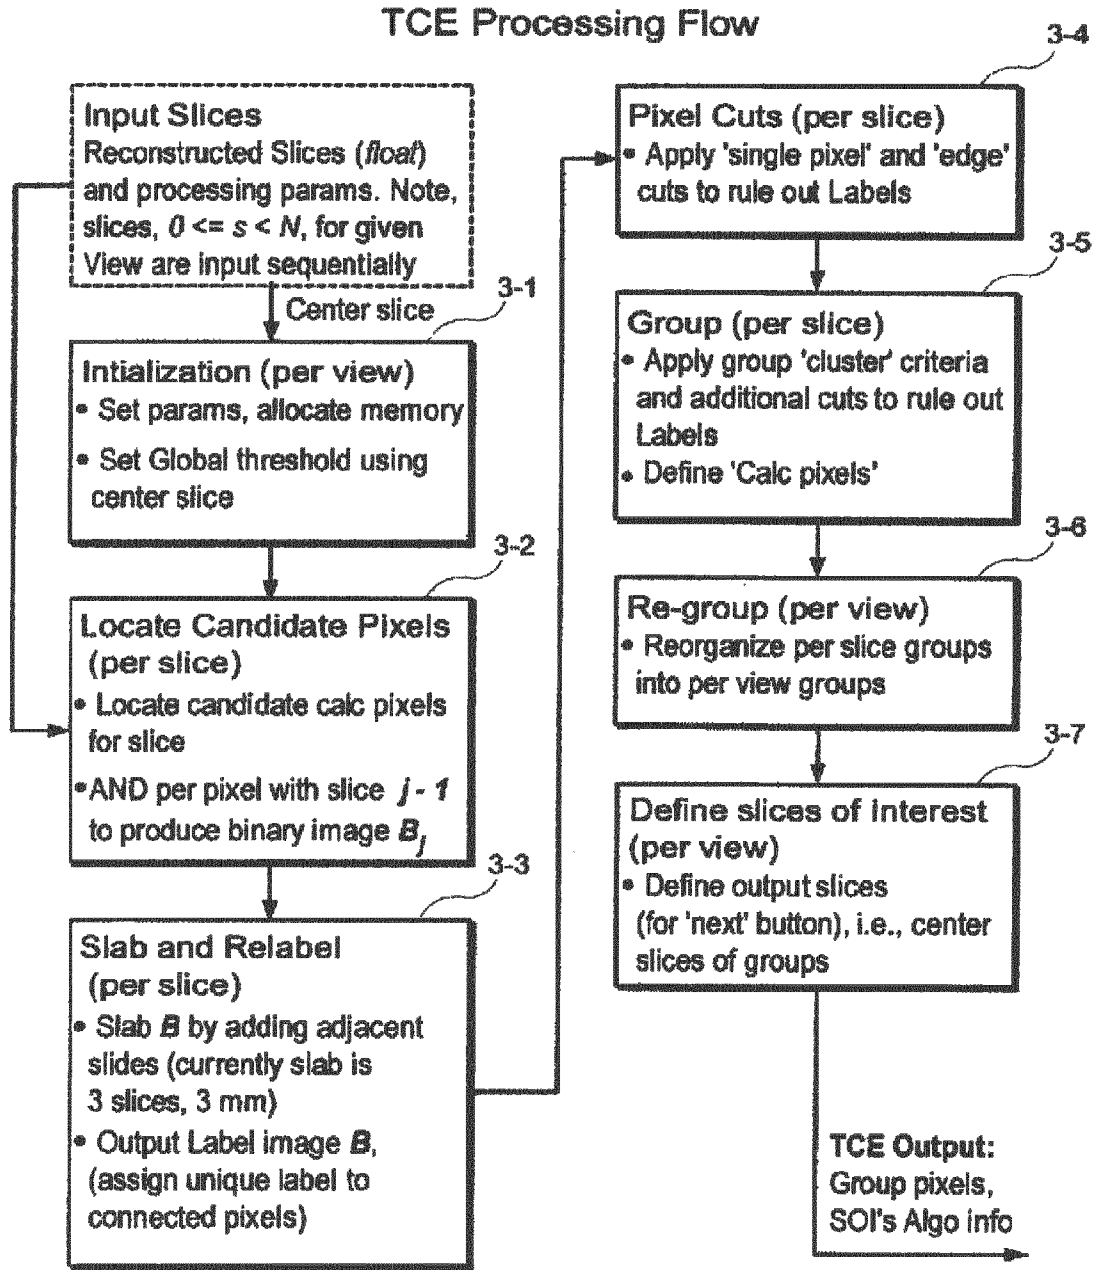 TCE Processing Flow
Input Slices
Reconstructed Slices (float)
and processing params. Note,
slices, 0 <= s < N, for given
View are input sequentially
Center slice
3-1
Intialization (per view)
• Set params, allocate memory
• Set Global threshold using
center slice
3-2
Locate Candidate Pixels
(per slice)
• Locate candidate calc pixels
for slice
• AND per pixel with slice j - 1
to produce binary image Bj
3-3
Slab and Relabel
(per slice)
• Slab B by adding adjacent
slides (currently slab is
3 slices, 3 mm)
• Output Label image B,
(assign unique label to
connected pixels)
3-4
Pixel Cuts (per slice)
• Apply 'single pixel' and 'edge'
cuts to rule out Labels
3-5
Group (per slice)
• Apply group 'cluster' criteria
and additional cuts to rule out
Labels
• Define 'Calc pixels'
3-6
Re-group (per view)
• Reorganize per slice groups
into per view groups
3-7
Define slices of Interest
(per view)
• Define output slices
(for 'next' button), i.e., center
slices of groups
TCE Output:
Group pixels,
SOI's Algo info